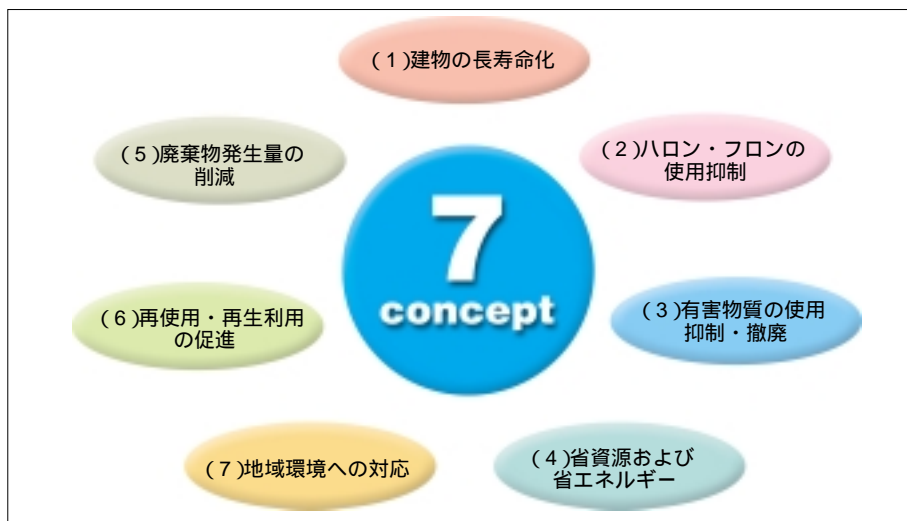 (1)建物の長寿命化
(2)ハロン・フロンの
使用抑制
(3)有害物質の使用
抑制・撤廃
(4)省資源および
省エネルギー
(5)廃棄物発生量の
削減
(6)再使用・再生利用
の促進
(7)地域環境への対応
7
concept